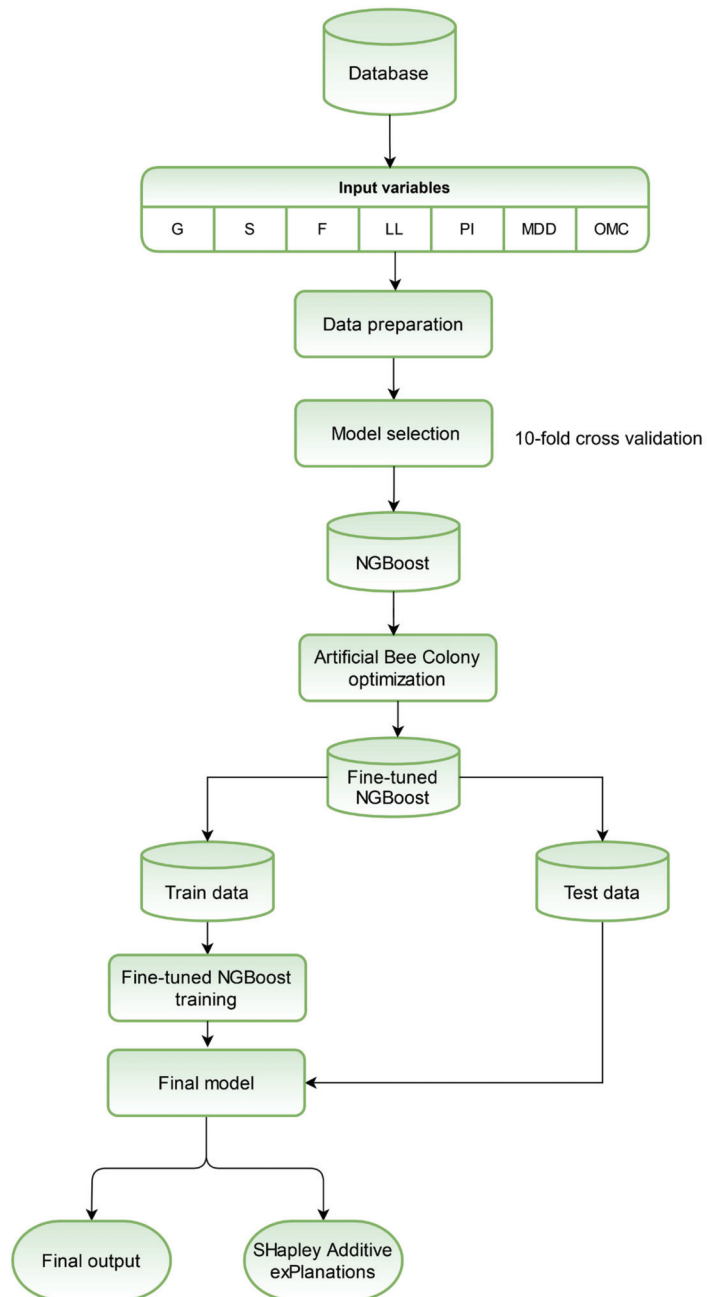 Database
Input variables
G S F LL PI MDD OMC
Data preparation
Model selection
10-fold cross validation
NGBoost
Artificial Bee Colony
optimization
Fine-tuned
NGBoost
Train data
Test data
Fine-tuned NGBoost
training
Final model
Final output
SHapley Additive
exPlanations